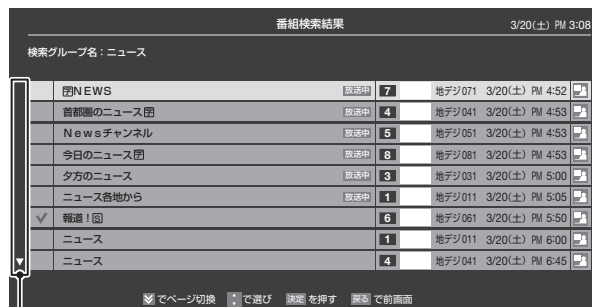 番組検索結果 3/20(土) PM 3:08
検索グループ名：ニュース
🈑NEWS 放送中 7 地デジ071 3/20(土) PM 4:52
首都圏のニュース🈑 放送中 4 地デジ041 3/20(土) PM 4:53
Newsチャンネル 放送中 5 地デジ051 3/20(土) PM 4:53
今日のニュース🈑 放送中 8 地デジ081 3/20(土) PM 4:53
夕方のニュース 放送中 3 地デジ031 3/20(土) PM 5:00
ニュース各地から 放送中 1 地デジ011 3/20(土) PM 5:05
報道！🅂 6 地デジ061 3/20(土) PM 5:50
ニュース 1 地デジ011 3/20(土) PM 6:00
ニュース 4 地デジ041 3/20(土) PM 6:45
でページ切換 で選び 決定 を押す 戻る で前画面